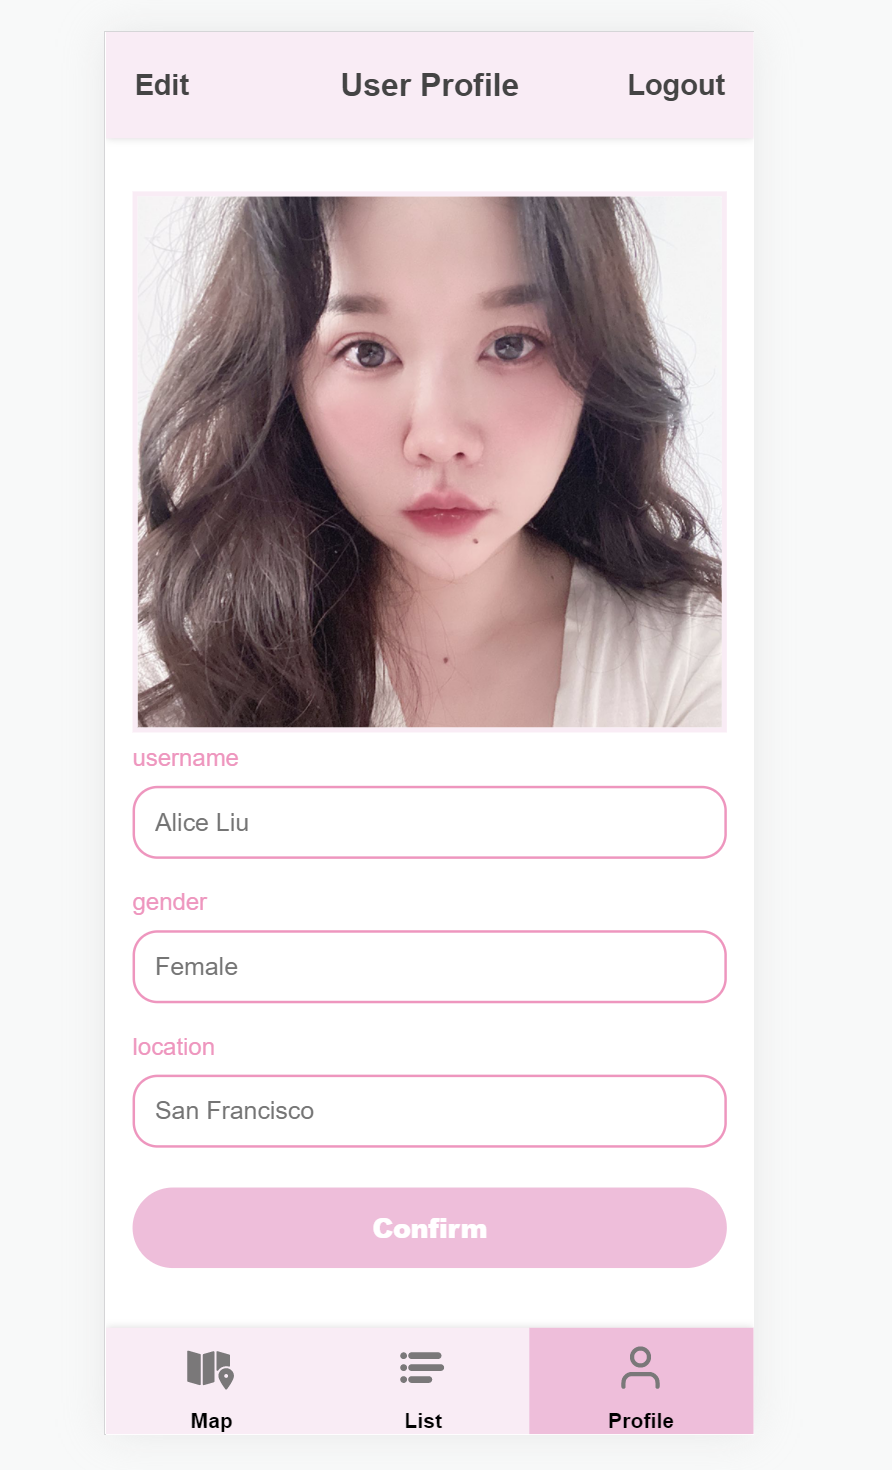 Edit User Profile Logout
username
Alice Liu
gender
Female
location
San Francisco
Confirm
Map List Profile